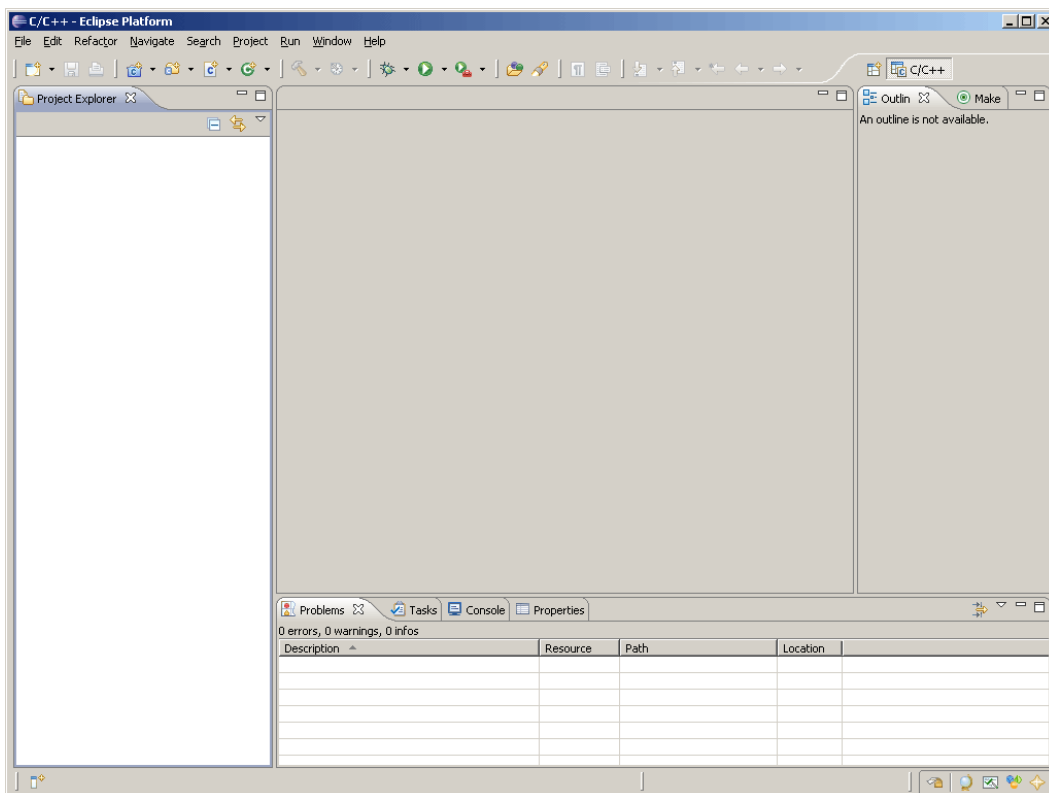 C/C++ - Eclipse Platform
File Edit Refactor Navigate Search Project Run Window Help
C/C++
Project Explorer
Outlin
Make
An outline is not available.
Problems
Tasks
Console
Properties
0 errors, 0 warnings, 0 infos
Description Resource Path Location